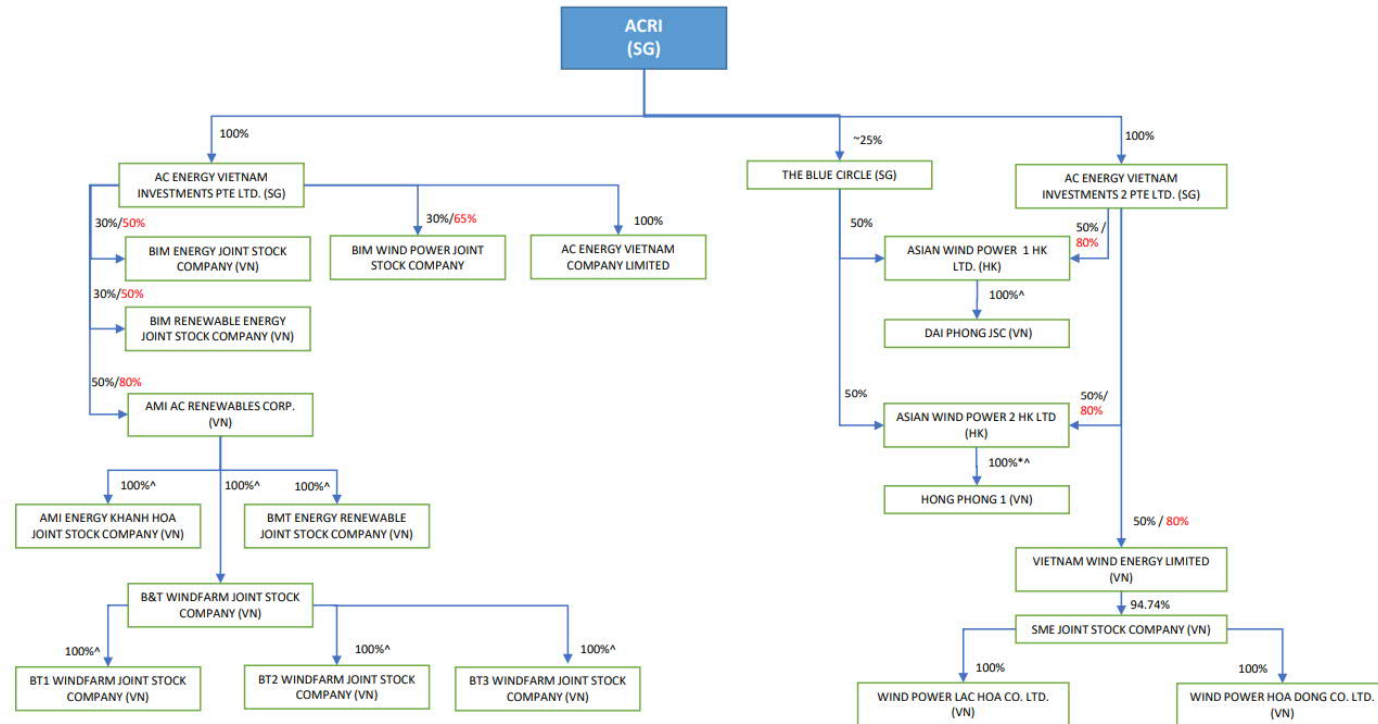 ACRI
(SG)
100%
~25%
100%
AC ENERGY VIETNAM
INVESTMENTS PTE LTD. (SG)
THE BLUE CIRCLE (SG)
AC ENERGY VIETNAM
INVESTMENTS 2 PTE LTD. (SG)
30%/50%
30%/65%
100%
50%
50% /
80%
BIM ENERGY JOINT STOCK
COMPANY (VN)
BIM WIND POWER JOINT
STOCK COMPANY
AC ENERGY VIETNAM
COMPANY LIMITED
ASIAN WIND POWER 1 HK
LTD. (HK)
30%/50%
100%^
BIM RENEWABLE ENERGY
JOINT STOCK COMPANY (VN)
DAI PHONG JSC (VN)
50%/80%
50%
50%/
80%
AMI AC RENEWABLES CORP.
(VN)
ASIAN WIND POWER 2 HK LTD
(HK)
100%^
100%^
100%^
100%*^
AMI ENERGY KHANH HOA
JOINT STOCK COMPANY (VN)
BMT ENERGY RENEWABLE
JOINT STOCK COMPANY (VN)
HONG PHONG 1 (VN)
50% / 80%
VIETNAM WIND ENERGY LIMITED
(VN)
B&T WINDFARM JOINT STOCK
COMPANY (VN)
94.74%
SME JOINT STOCK COMPANY (VN)
100%^
100%^
100%^
100%
100%
BT1 WINDFARM JOINT STOCK
COMPANY (VN)
BT2 WINDFARM JOINT STOCK
COMPANY (VN)
BT3 WINDFARM JOINT STOCK
COMPANY (VN)
WIND POWER LAC HOA CO. LTD.
(VN)
WIND POWER HOA DONG CO. LTD.
(VN)